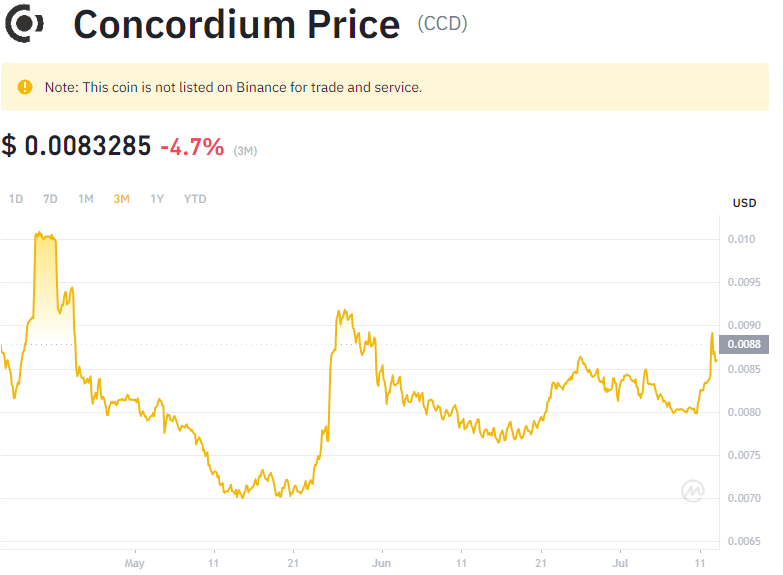 Concordium Price (CCD)
Note: This coin is not listed on Binance for trade and service.
$ 0.0083285 -4.7% (3M)
1D 7D 1M 3M 1Y YTD
USD
0.010
0.0095
0.0090
0.0088
0.0085
0.0080
0.0075
0.0070
0.0065
May 11 21 Jun 11 21 Jul 11